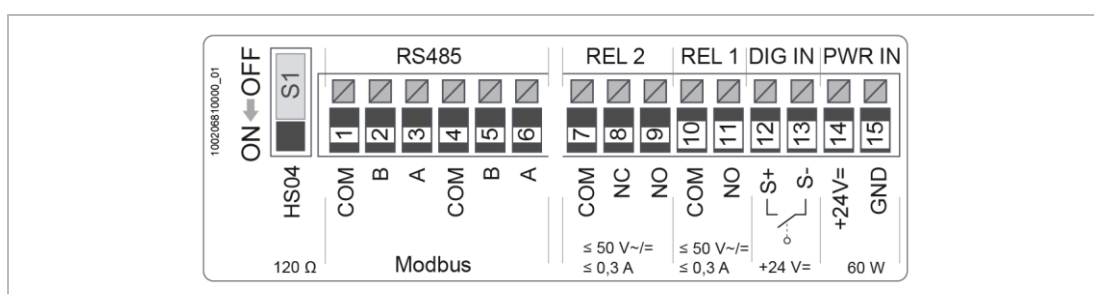 100206810000_01
ON OFF
S1
RS485
REL 2
REL 1
DIG IN
PWR IN
1 2 3 4 5 6 7 8 9 10 11 12 13 14 15
HS04
COM B A COM B A
COM NC NO
COM NO
S+ S-
+24V=
GND
120 Ω
Modbus
≤ 50 V~/=
≤ 0,3 A
≤ 50 V~/=
≤ 0,3 A
+24 V=
60 W